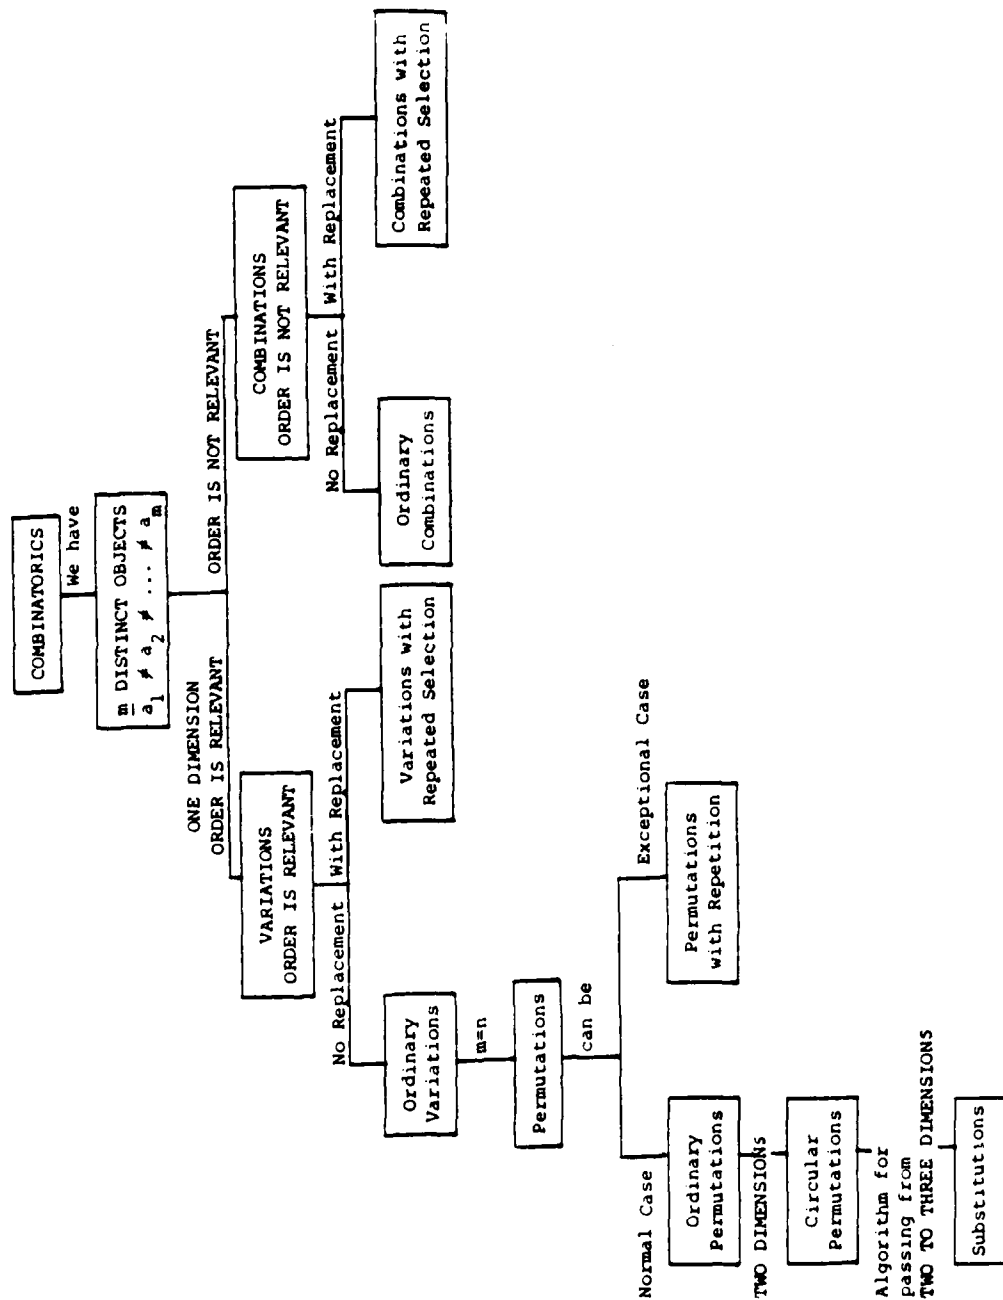 COMBINATORICS
We have
m DISTINCT OBJECTS
a₁ ≠ a₂ ≠ ... ≠ aₘ
ONE DIMENSION
ORDER IS RELEVANT
ORDER IS NOT RELEVANT
VARIATIONS
ORDER IS RELEVANT
COMBINATIONS
ORDER IS NOT RELEVANT
No Replacement
With Replacement
No Replacement
With Replacement
Ordinary
Variations
Variations with
Repeated Selection
Ordinary
Combinations
Combinations with
Repeated Selection
m=n
Permutations
can be
Normal Case
Exceptional Case
Ordinary
Permutations
Permutations
with Repetition
TWO DIMENSIONS
Circular
Permutations
Algorithm for
passing from
TWO TO THREE DIMENSIONS
Substitutions